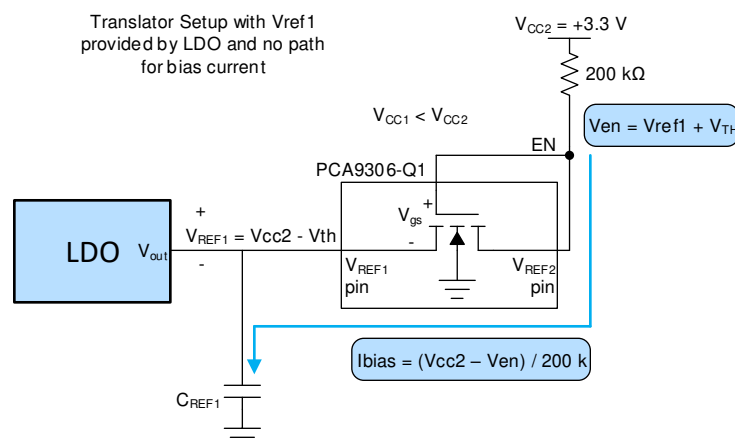 Translator Setup with Vref1
provided by LDO and no path
for bias current
VCC2 = +3.3 V
200 kΩ
VCC1 < VCC2
Ven = Vref1 + VTH
EN
PCA9306-Q1
+
Vgs
-
+
VREF1 = Vcc2 - Vth
-
LDO
Vout
VREF1
pin
VREF2
pin
Ibias = (Vcc2 – Ven) / 200 k
CREF1